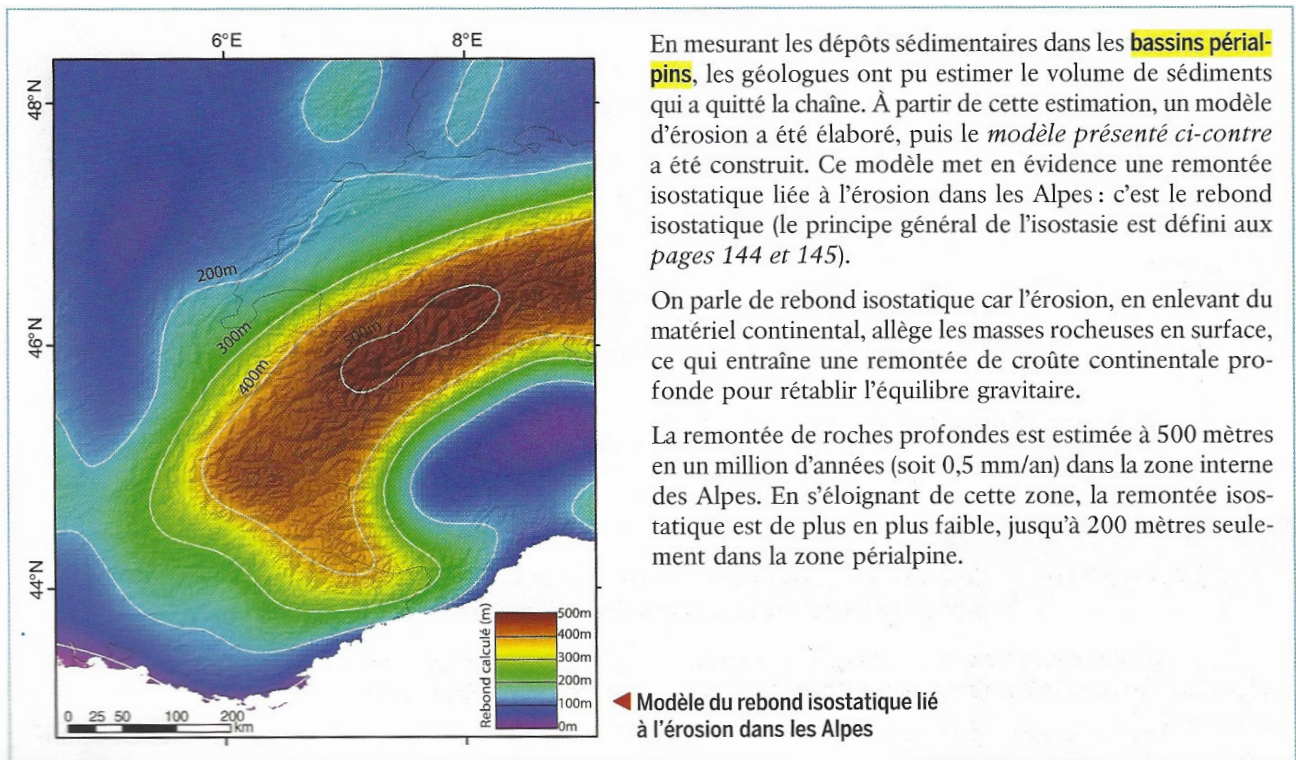 6°E
8°E
48°N
46°N
44°N
200m
300m
400m
500m
Rebond calculé (m)
500m
400m
300m
200m
100m
0m
0 25 50 100 200
km
En mesurant les dépôts sédimentaires dans les bassins périal-
pins, les géologues ont pu estimer le volume de sédiments
qui a quitté la chaîne. À partir de cette estimation, un modèle
d'érosion a été élaboré, puis le modèle présenté ci-contre
a été construit. Ce modèle met en évidence une remontée
isostatique liée à l'érosion dans les Alpes : c'est le rebond
isostatique (le principe général de l'isostasie est défini aux
pages 144 et 145).
On parle de rebond isostatique car l'érosion, en enlevant du
matériel continental, allège les masses rocheuses en surface,
ce qui entraîne une remontée de croûte continentale pro-
fonde pour rétablir l'équilibre gravitaire.
La remontée de roches profondes est estimée à 500 mètres
en un million d'années (soit 0,5 mm/an) dans la zone interne
des Alpes. En s'éloignant de cette zone, la remontée isos-
tatique est de plus en plus faible, jusqu'à 200 mètres seule-
ment dans la zone périalpine.
Modèle du rebond isostatique lié
à l'érosion dans les Alpes